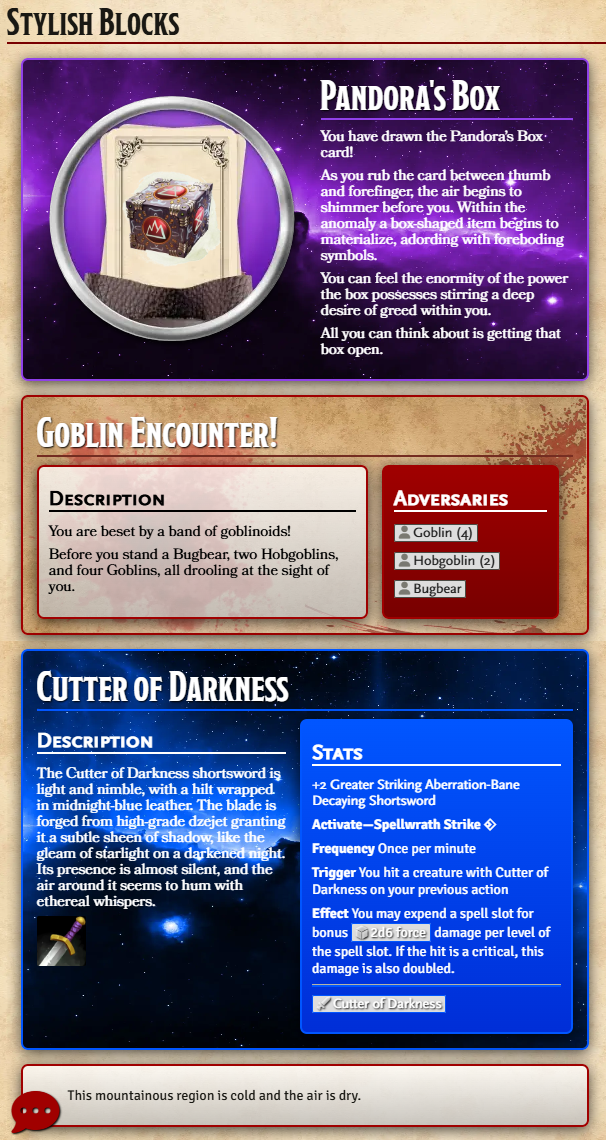 Stylish Blocks
Pandora's Box
You have drawn the Pandora's Box
card!
As you rub the card between thumb
and forefinger, the air begins to
shimmer before you. Within the
anomaly a box-shaped item begins to
materialize, adording with foreboding
symbols.
You can feel the enormity of the power
the box possesses stirring a deep
desire of greed within you.
All you can think about is getting that
box open.
Goblin Encounter!
Description
You are beset by a band of goblinoids!
Before you stand a Bugbear, two Hobgoblins,
and four Goblins, all drooling at the sight of
you.
Adversaries
Goblin (4)
Hobgoblin (2)
Bugbear
Cutter of Darkness
Description
The Cutter of Darkness shortsword is
light and nimble, with a hilt wrapped
in midnight-blue leather. The blade is
forged from high-grade dzejet granting
it a subtle sheen of shadow, like the
gleam of starlight on a darkened night.
Its presence is almost silent, and the
air around it seems to hum with
ethereal whispers.
Stats
+2 Greater Striking Aberration-Bane
Decaying Shortsword
Activate—Spellwrath Strike
Frequency Once per minute
Trigger You hit a creature with Cutter of
Darkness on your previous action
Effect You may expend a spell slot for
bonus 2d6 force damage per level of
the spell slot. If the hit is a critical, this
damage is also doubled.
Cutter of Darkness
This mountainous region is cold and the air is dry.